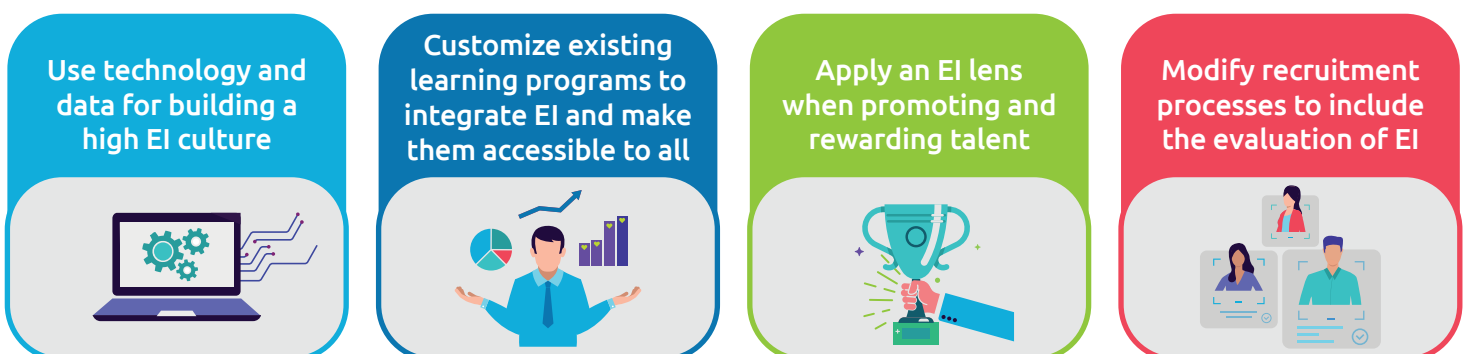 Use technology and
data for building a
high EI culture
Customize existing
learning programs to
integrate EI and make
them accessible to all
Apply an EI lens
when promoting and
rewarding talent
Modify recruitment
processes to include
the evaluation of EI